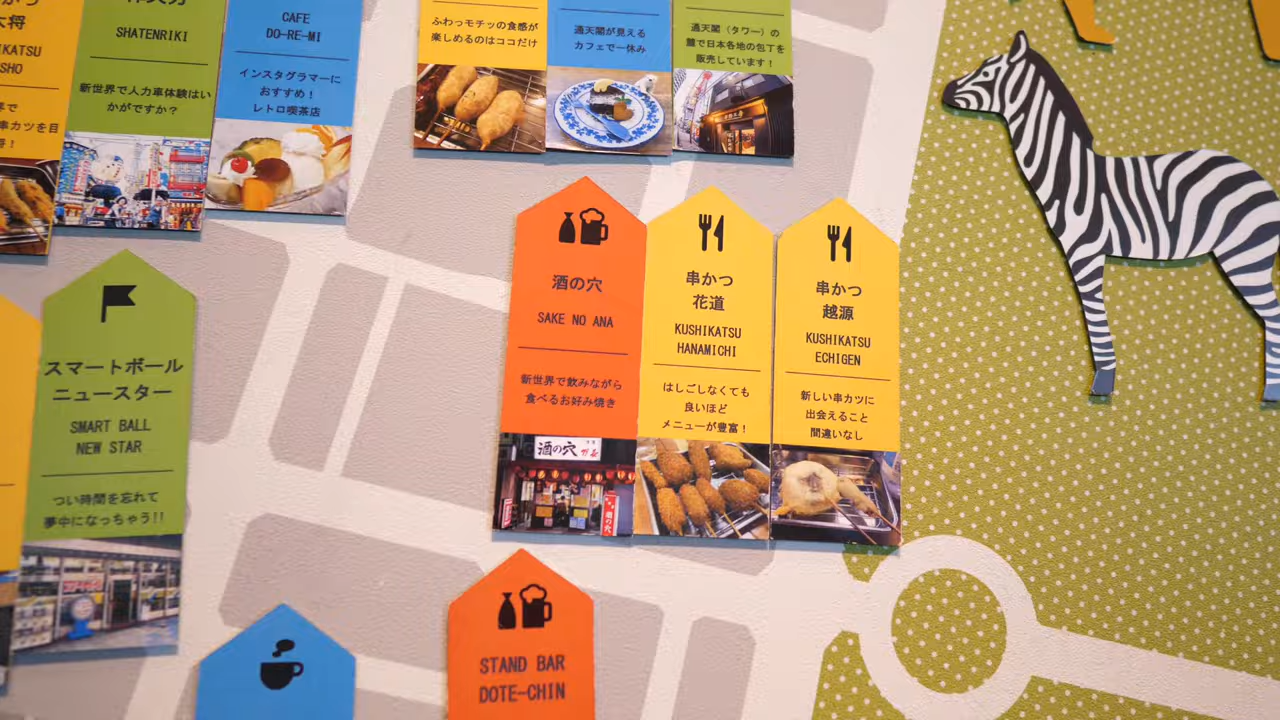 大将
SHO
串カツを目
SHATENRIKI
新世界で人力車体験はい
かがですか?
CAFE
DO-RE-MI
インスタグラマーに
おすすめ!
レトロ喫茶店
ふわっモチッの食感が
楽しめるのはココだけ
通天閣が見える
カフェで一休み
通天閣(タワー)の
麓で日本各地の包丁を
販売しています!
スマートボール
ニュースター
SMART BALL
NEW STAR
つい時間を忘れて
夢中になっちゃう!!
酒の穴
SAKE NO ANA
新世界で飲みながら
食べるお好み焼き
酒の穴
酒の穴
串かつ
花道
KUSHIKATSU
HANAMICHI
はしごしなくても
良いほど
メニューが豊富!
串かつ
越源
KUSHIKATSU
ECHIGEN
新しい串カツに
出会えること
間違いなし
STAND BAR
DOTE-CHIN